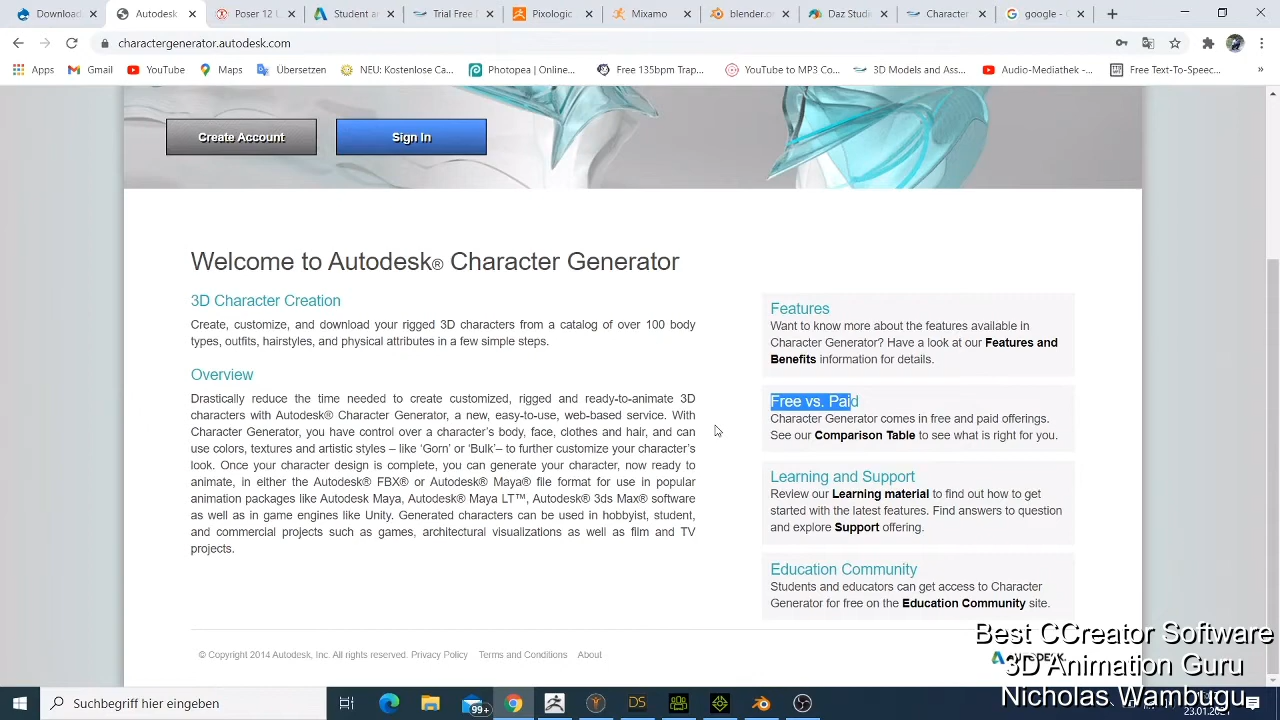 Download
Autodesk
Poser 12
Student a
Trial Free
Pixologic
Mixamo
blender.o
Daz Studi
Character
google -
charactergenerator.autodesk.com
Apps
Gmail
YouTube
Maps
Übersetzen
NEU: Kostenlose Ca...
Photopea | Online...
Free 135bpm Trap...
YouTube to MP3 Co...
3D Models and Ass...
Audio-Mediathek -...
Free Text-To-Speec...
»
Create Account
Sign In
Welcome to Autodesk® Character Generator
3D Character Creation
Create, customize, and download your rigged 3D characters from a catalog of over 100 body
types, outfits, hairstyles, and physical attributes in a few simple steps.
Overview
Drastically reduce the time needed to create customized, rigged and ready-to-animate 3D
characters with Autodesk® Character Generator, a new, easy-to-use, web-based service. With
Character Generator, you have control over a character's body, face, clothes and hair, and can
use colors, textures and artistic styles – like 'Gorn' or 'Bulk'– to further customize your character's
look. Once your character design is complete, you can generate your character, now ready to
animate, in either the Autodesk® FBX® or Autodesk® Maya® file format for use in popular
animation packages like Autodesk Maya, Autodesk® Maya LT™, Autodesk® 3ds Max® software
as well as in game engines like Unity. Generated characters can be used in hobbyist, student,
and commercial projects such as games, architectural visualizations as well as film and TV
projects.
Features
Want to know more about the features available in
Character Generator? Have a look at our Features and
Benefits information for details.
Free vs. Paid
Character Generator comes in free and paid offerings.
See our Comparison Table to see what is right for you.
Learning and Support
Review our Learning material to find out how to get
started with the latest features. Find answers to question
and explore Support offering.
Education Community
Students and educators can get access to Character
Generator for free on the Education Community site.
© Copyright 2014 Autodesk, Inc. All rights reserved. Privacy Policy
Terms and Conditions
About
Best CCreator Software
3D Animation Guru
Nicholas Wambugu
Suchbegriff hier eingeben
99+
DS